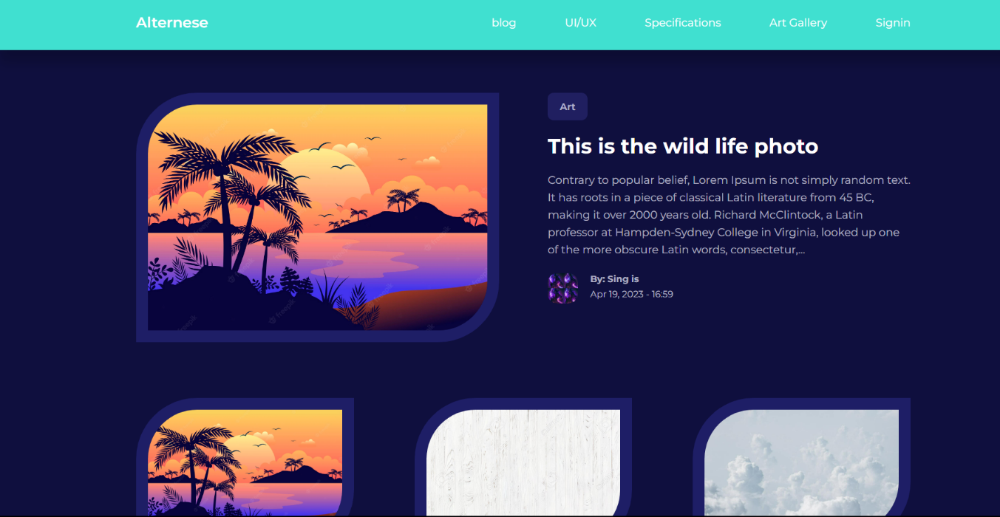 Alternese
blog
UI/UX
Specifications
Art Gallery
Signin
Art
This is the wild life photo
Contrary to popular belief, Lorem Ipsum is not simply random text.
It has roots in a piece of classical Latin literature from 45 BC,
making it over 2000 years old. Richard McClintock, a Latin
professor at Hampden-Sydney College in Virginia, looked up one
of the more obscure Latin words, consectetur,...
By: Sing is
Apr 19, 2023 - 16:59
freepik
freepik
freepik